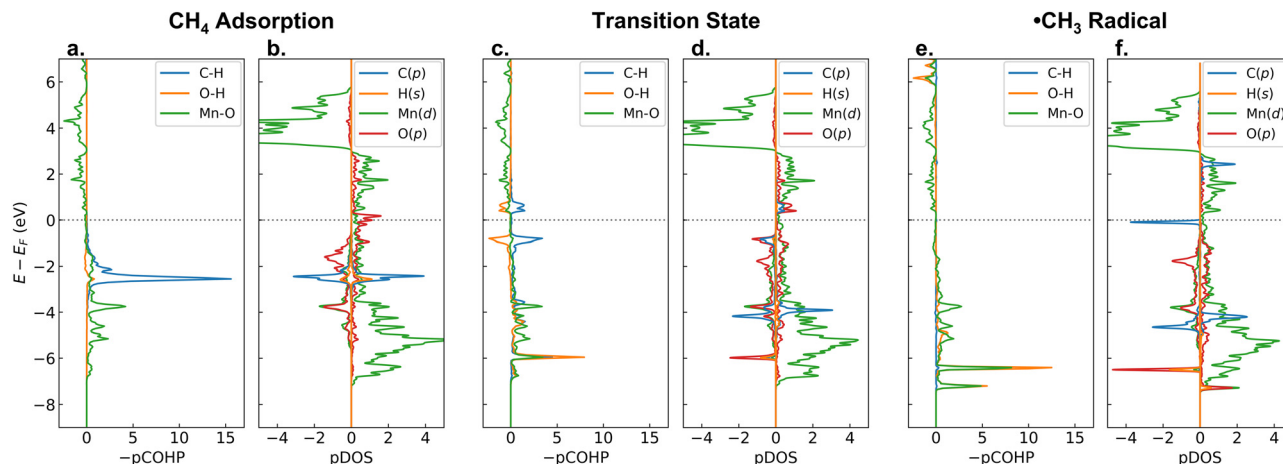 CH₄ Adsorption
Transition State
•CH₃ Radical
a.
b.
c.
d.
e.
f.
C-H
O-H
Mn-O
C(p)
H(s)
Mn(d)
O(p)
C-H
O-H
Mn-O
C(p)
H(s)
Mn(d)
O(p)
C-H
O-H
Mn-O
C(p)
H(s)
Mn(d)
O(p)
E − E_F (eV)
6
4
2
0
−2
−4
−6
−8
0 5 10 15
−4 −2 0 2 4
0 5 10 15
−4 −2 0 2 4
0 5 10 15
−4 −2 0 2 4
−pCOHP
pDOS
−pCOHP
pDOS
−pCOHP
pDOS